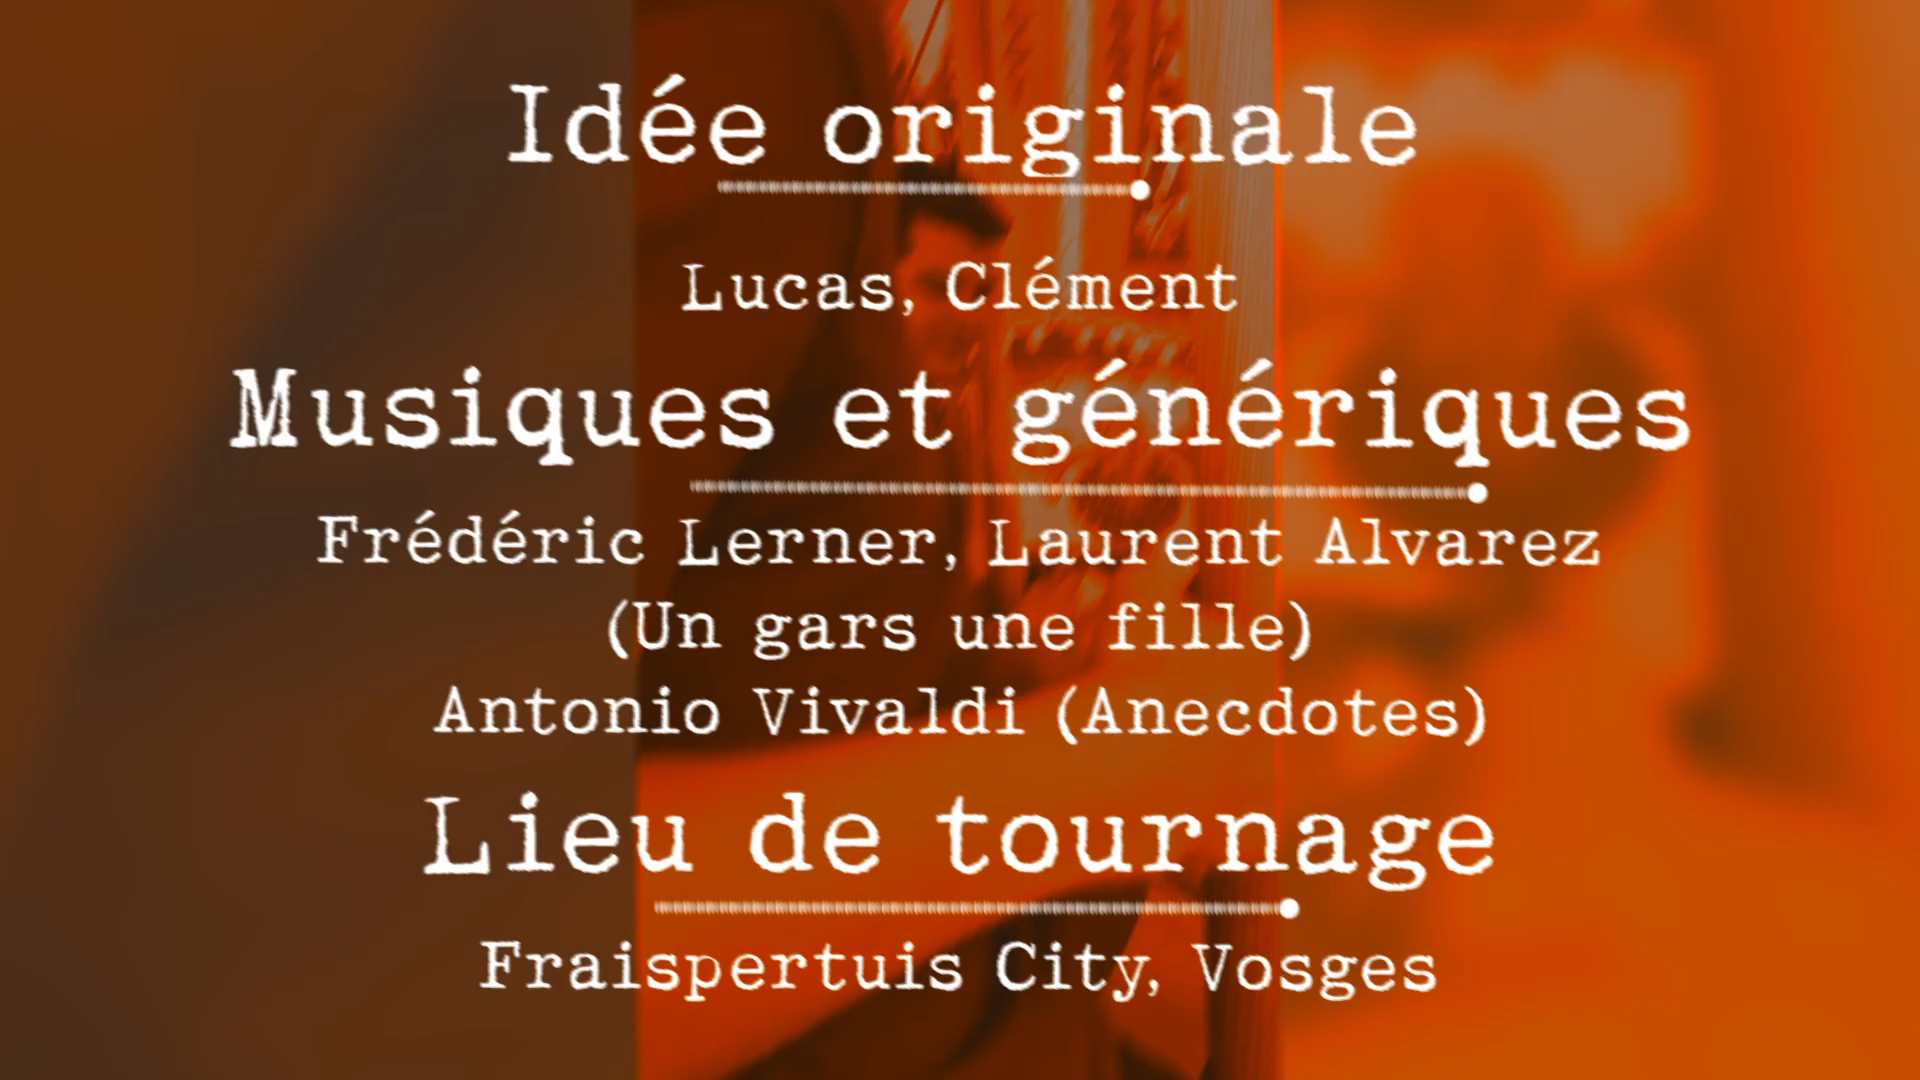 Idée originale
Lucas, Clément
Musiques et génériques
Frédéric Lerner, Laurent Alvarez
(Un gars une fille)
Antonio Vivaldi (Anecdotes)
Lieu de tournage
Fraispertuis City, Vosges